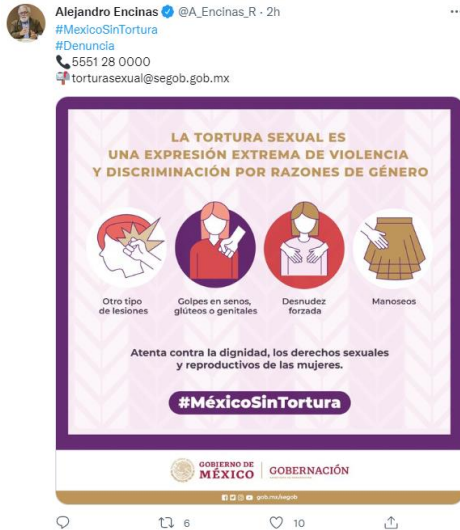 Alejandro Encinas @A_Encinas_R · 2h
#MexicoSinTortura
#Denuncia
5551 28 0000
torturasexual@segob.gob.mx
LA TORTURA SEXUAL ES
UNA EXPRESIÓN EXTREMA DE VIOLENCIA
Y DISCRIMINACIÓN POR RAZONES DE GÉNERO
Otro tipo
de lesiones
Golpes en senos,
glúteos o genitales
Desnudez
forzada
Manoseos
Atenta contra la dignidad, los derechos sexuales
y reproductivos de las mujeres.
#MéxicoSinTortura
GOBIERNO DE
MÉXICO
GOBERNACIÓN
gob.mx/segob
6
10